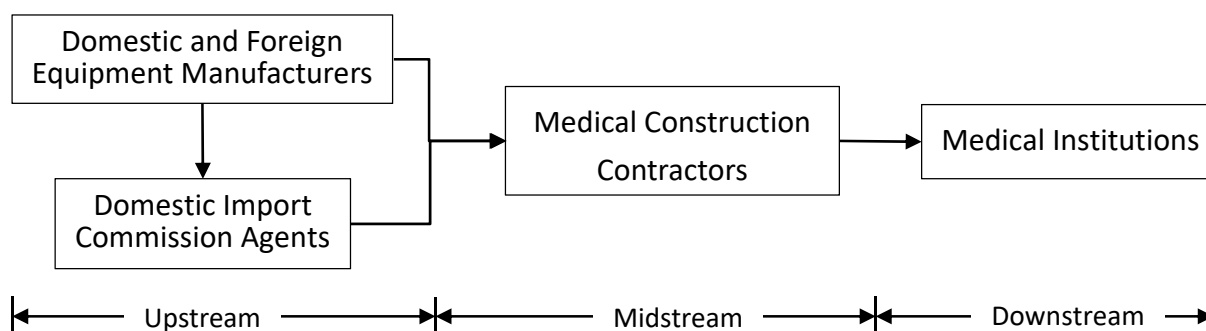 Domestic and Foreign
Equipment Manufacturers
Domestic Import
Commission Agents
Medical Construction
Contractors
Medical Institutions
Upstream
Midstream
Downstream